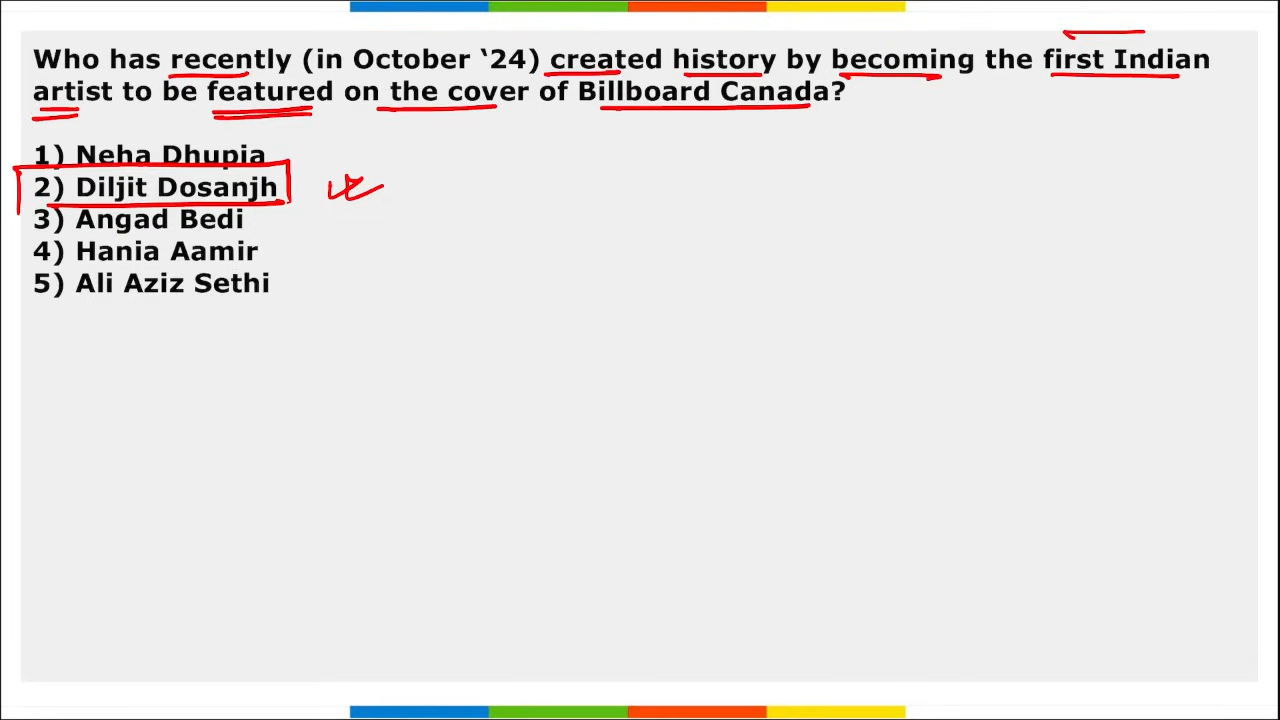 Who has recently (in October ‘24) created history by becoming the first Indian
artist to be featured on the cover of Billboard Canada?
1) Neha Dhupia
2) Diljit Dosanjh
3) Angad Bedi
4) Hania Aamir
5) Ali Aziz Sethi